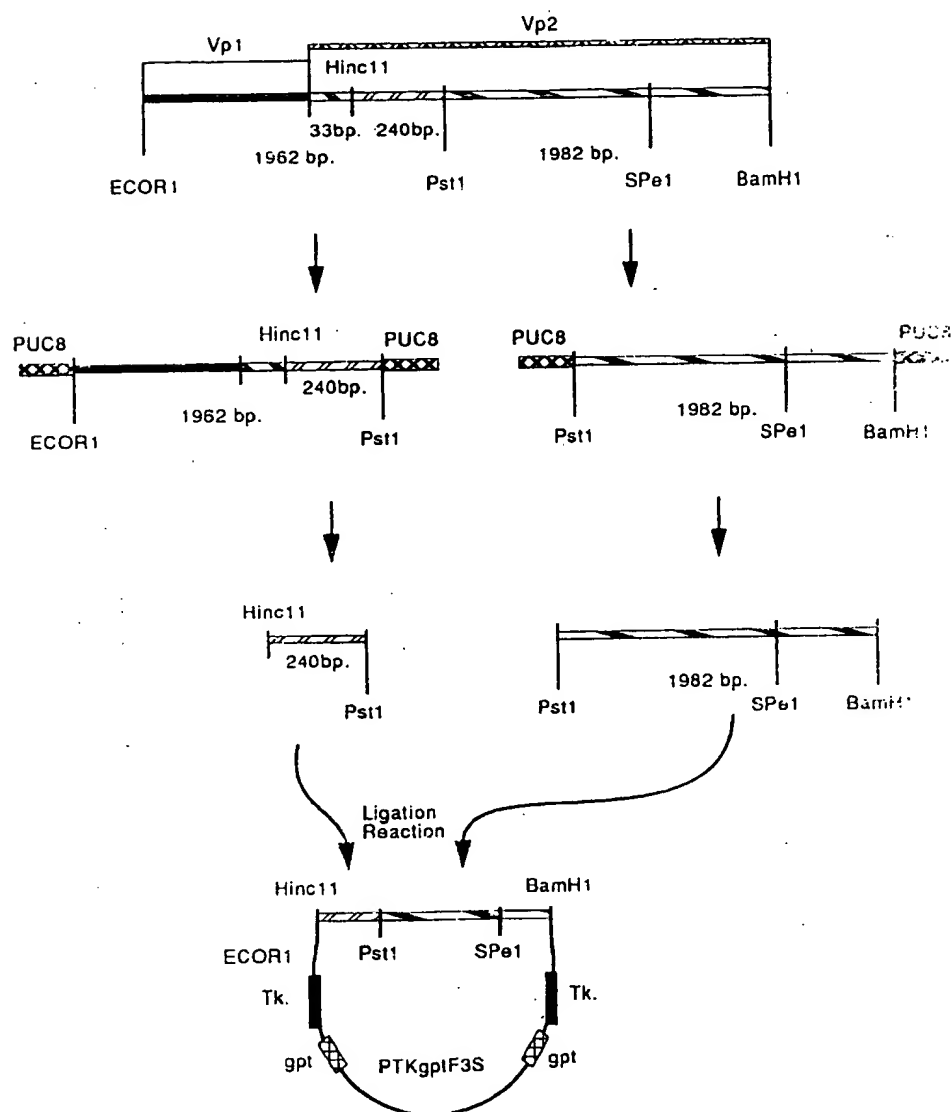 Vp2
Vp1
Hinc11
33bp. 240bp.
1962 bp.
1982 bp.
ECOR1
Pst1
SPe1
BamH1
PUC8
Hinc11
PUC8
PUC8
PUC8
240bp.
1962 bp.
1982 bp.
ECOR1
Pst1
Pst1
SPe1
BamH1
Hinc11
240bp.
1982 bp.
Pst1
Pst1
SPe1
BamH1
Ligation
Reaction
Hinc11
BamH1
Pst1
SPe1
ECOR1
Tk.
Tk.
gpt
PTKgptF3S
gpt